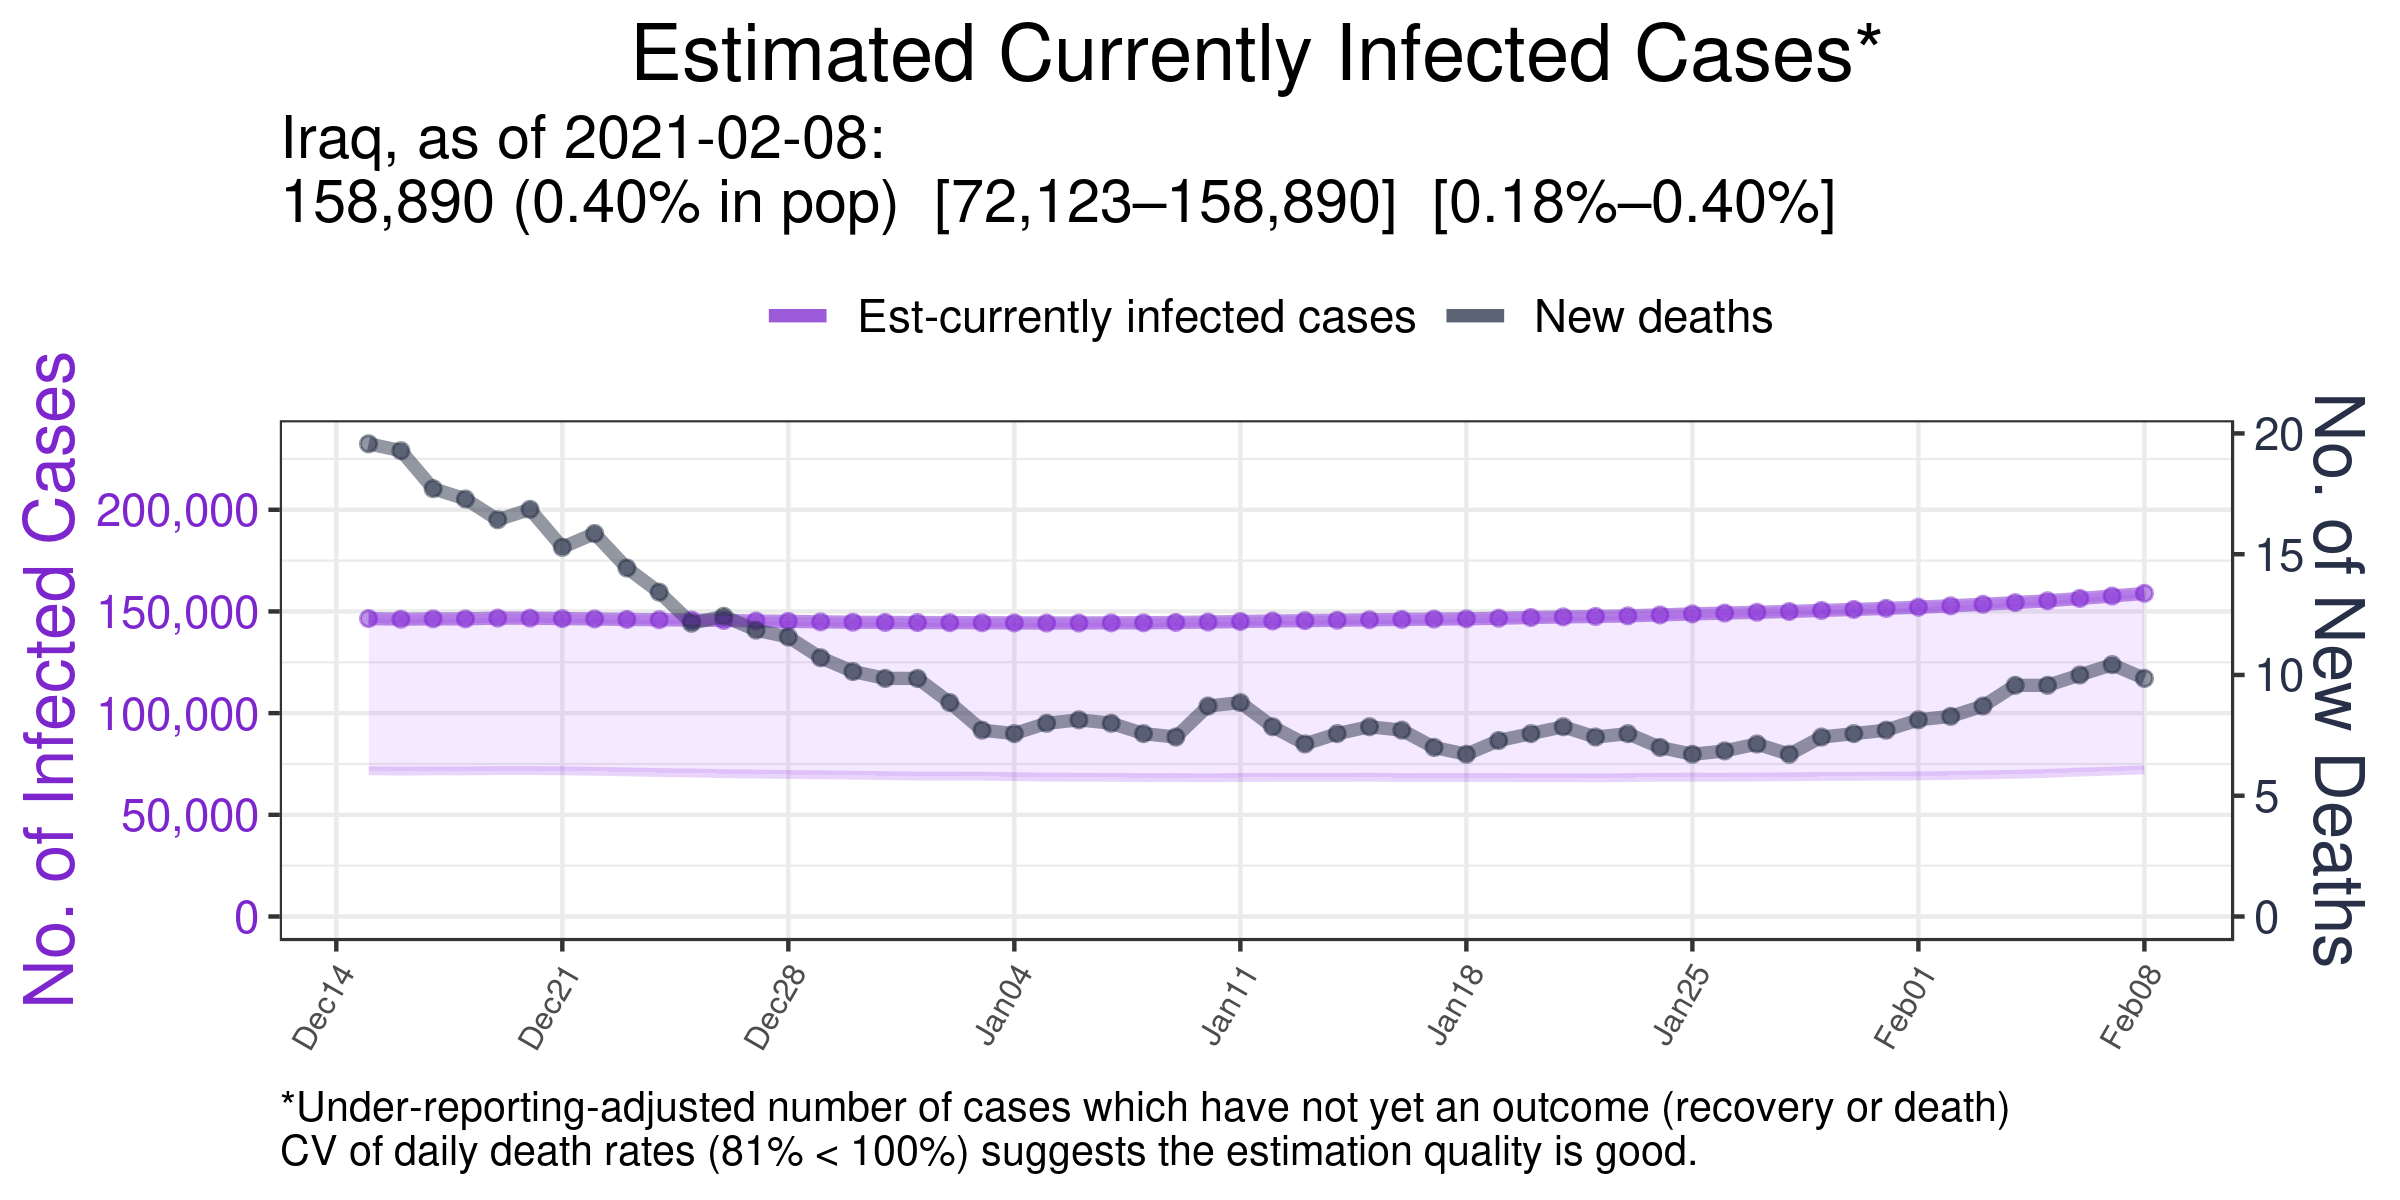 Estimated Currently Infected Cases*
Iraq, as of 2021-02-08:
158,890 (0.40% in pop)  [72,123–158,890]  [0.18%–0.40%]
Est-currently infected cases
New deaths
No. of Infected Cases
200,000
150,000
100,000
50,000
0
20
15
10
5
0
No. of New Deaths
Dec14
Dec21
Dec28
Jan04
Jan11
Jan18
Jan25
Feb01
Feb08
*Under-reporting-adjusted number of cases which have not yet an outcome (recovery or death)
CV of daily death rates (81% < 100%) suggests the estimation quality is good.